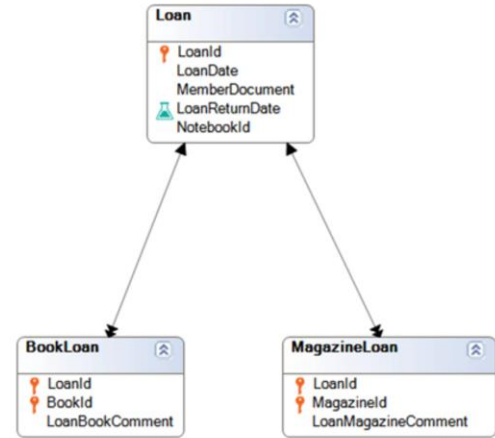 Loan
LoanId
LoanDate
MemberDocument
LoanReturnDate
NotebookId
BookLoan
LoanId
BookId
LoanBookComment
MagazineLoan
LoanId
MagazineId
LoanMagazineComment